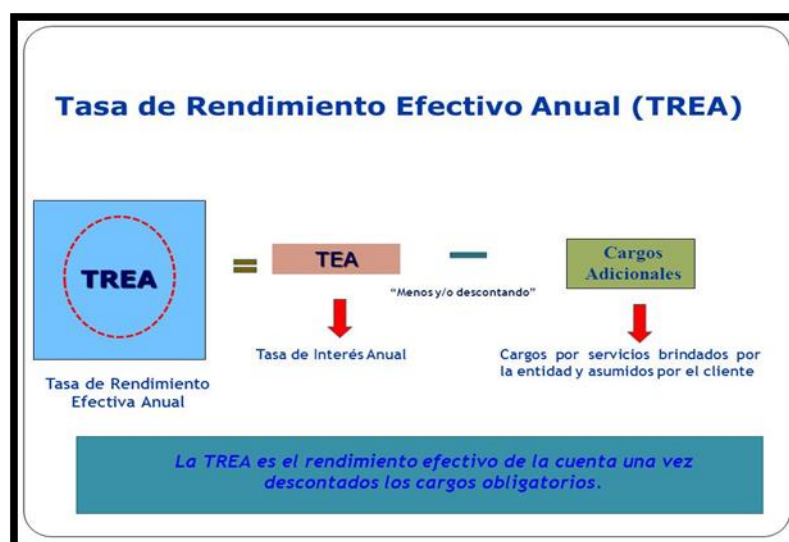 Tasa de Rendimiento Efectivo Anual (TREA)
TREA
=
TEA
—
Cargos
Adicionales
"Menos y/o descontando"
Tasa de Interés Anual
Cargos por servicios brindados por
la entidad y asumidos por el cliente
Tasa de Rendimiento
Efectiva Anual
La TREA es el rendimiento efectivo de la cuenta una vez
descontados los cargos obligatorios.